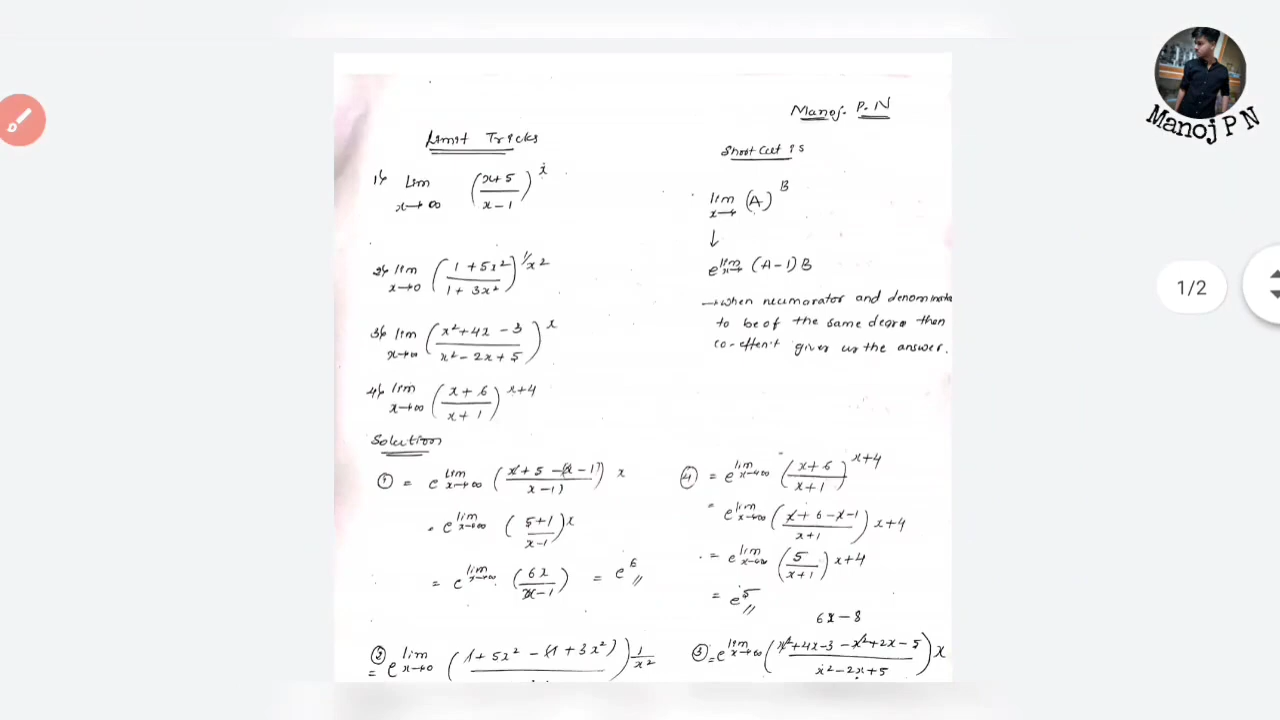 Manoj. P.N
Limit Tricks
Short Cut is
1) lim x→∞ ((x+5)/(x-1))^x
lim x→ (A)^B
↓
e^lim x→ (A-1)B
2) lim x→0 ((1+5x²)/(1+3x²))^1/x²
→ when neumarator and denominato
to be of the same degre then
co-effent gives us the answer.
3) lim x→∞ ((x²+4x-3)/(x²-2x+5))^x
4) lim x→∞ ((x+6)/(x+1))^x+4
Solution
① = e^lim x→∞ ((x+5-(x-1))/(x-1)) x
= e^lim x→∞ ((5+1)/(x-1)) x
= e^lim x→∞ (6x/(x-1)) = e^6 //
④ = e^lim x→∞ ((x+6)/(x+1))^x+4
= e^lim x→∞ ((x+6-x-1)/(x+1)) x+4
= e^lim x→∞ (5/(x+1)) x+4
= e^5 //
6x-8
= e^lim x→0 (1+5x²-(1+3x²)) 1/x²
③ = e^lim x→∞ ((x²+4x-3-x²+2x-5)/(x²-2x+5)) x
Manoj P N
1/2